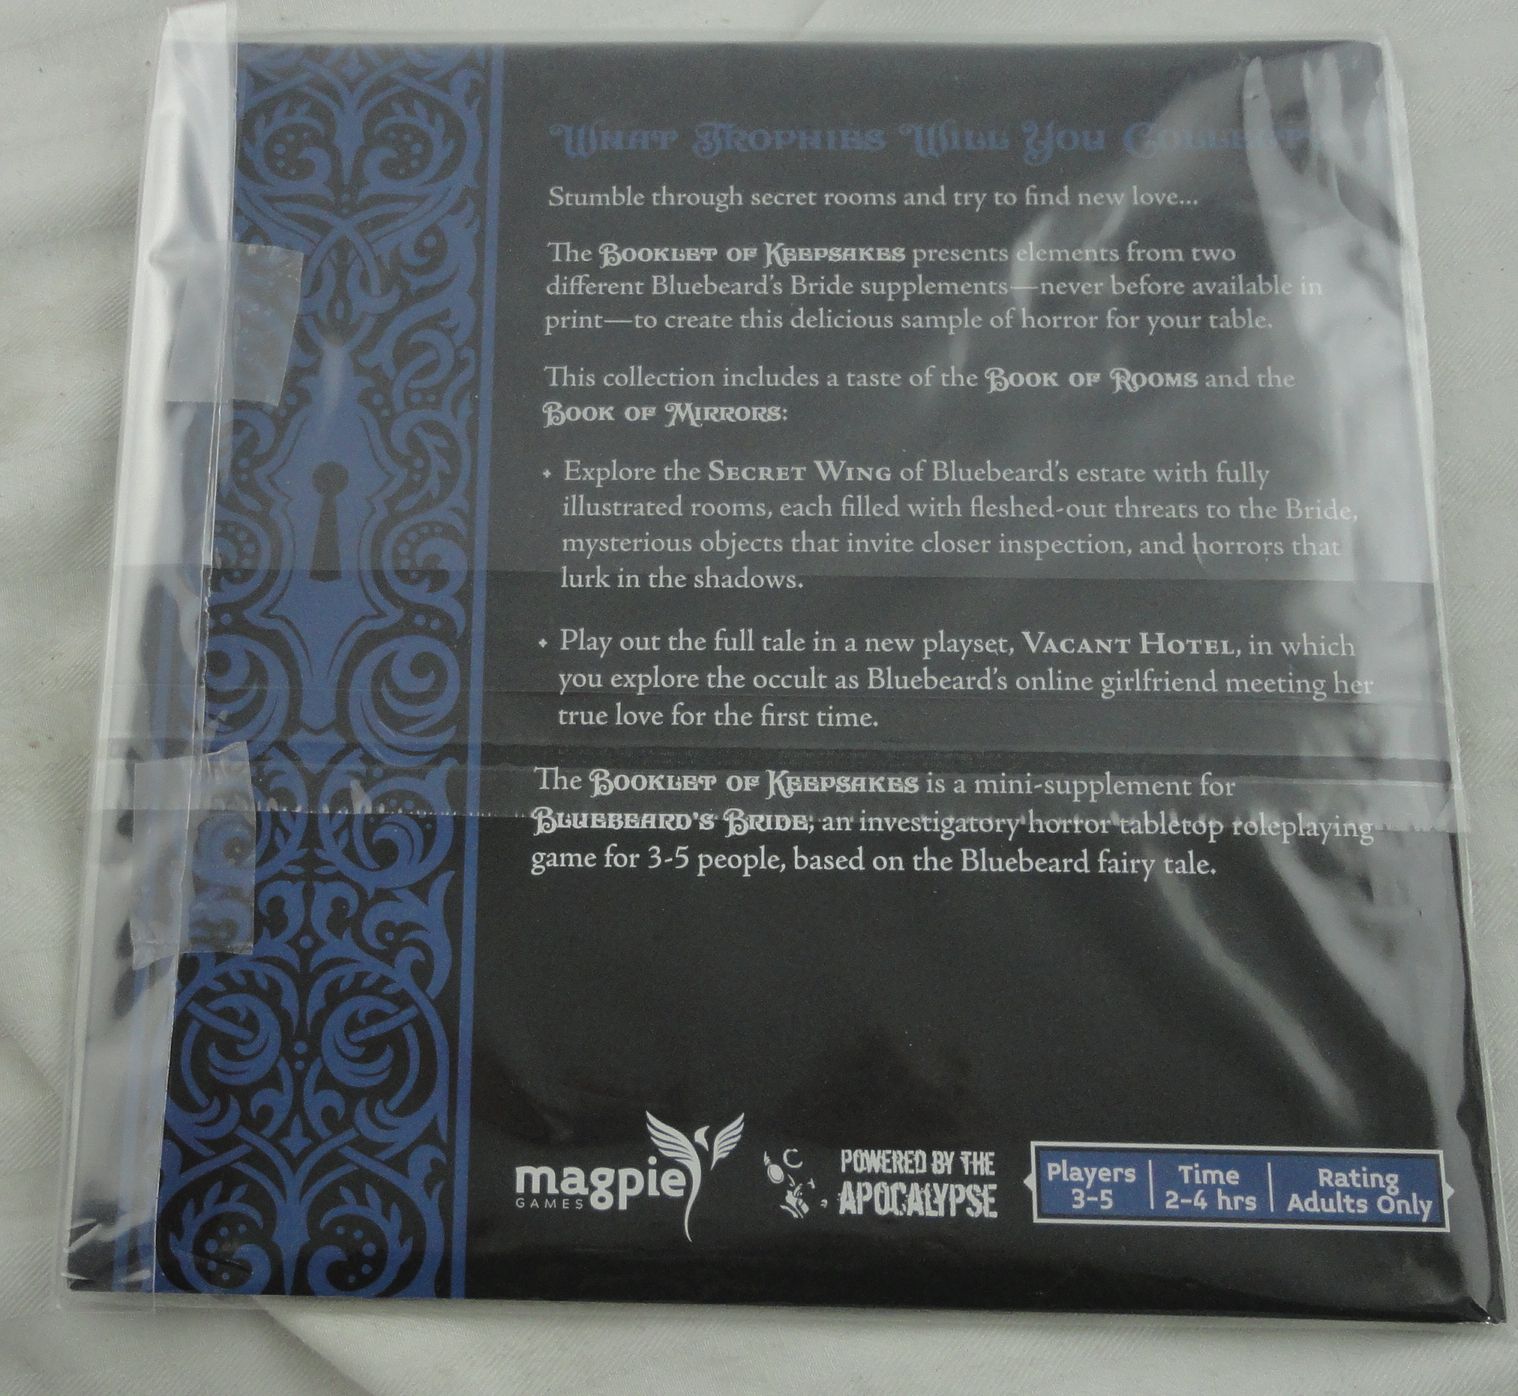 What Trophies Will You Collect?
Stumble through secret rooms and try to find new love...
The Booklet of Keepsakes presents elements from two
different Bluebeard's Bride supplements—never before available in
print—to create this delicious sample of horror for your table.
This collection includes a taste of the Book of Rooms and the
Book of Mirrors:
• Explore the Secret Wing of Bluebeard's estate with fully
illustrated rooms, each filled with fleshed-out threats to the Bride,
mysterious objects that invite closer inspection, and horrors that
lurk in the shadows.
• Play out the full tale in a new playset, Vacant Hotel, in which
you explore the occult as Bluebeard's online girlfriend meeting her
true love for the first time.
The Booklet of Keepsakes is a mini-supplement for
Bluebeard's Bride, an investigatory horror tabletop roleplaying
game for 3-5 people, based on the Bluebeard fairy tale.
magpie
GAMES
POWERED BY THE
APOCALYPSE
Players
3-5
Time
2-4 hrs
Rating
Adults Only